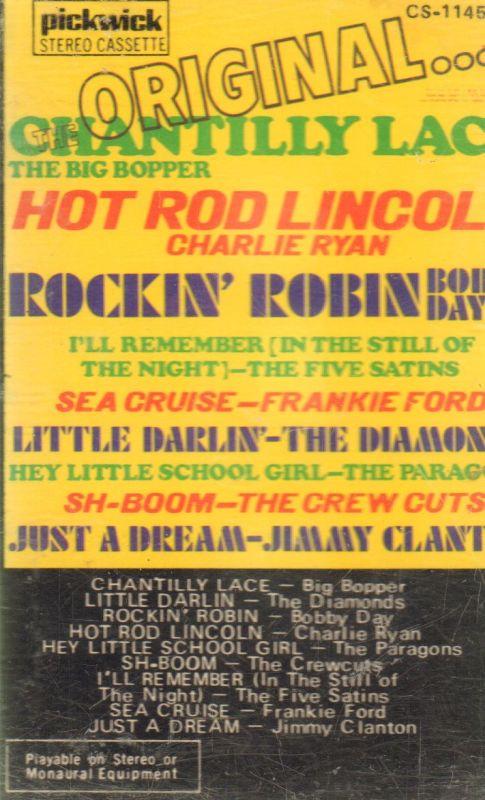 pickwick
STEREO CASSETTE
CS-1145
THE ORIGINAL...
CHANTILLY LAC
THE BIG BOPPER
HOT ROD LINCOL
CHARLIE RYAN
ROCKIN' ROBIN BOB DAY
I'LL REMEMBER [IN THE STILL OF
THE NIGHT]–THE FIVE SATINS
SEA CRUISE–FRANKIE FORD
LITTLE DARLIN'–THE DIAMON
HEY LITTLE SCHOOL GIRL–THE PARAGO
SH-BOOM–THE CREW CUTS
JUST A DREAM–JIMMY CLANT
CHANTILLY LACE – Big Bopper
LITTLE DARLIN – The Diamonds
ROCKIN' ROBIN – Bobby Day
HOT ROD LINCOLN – Charlie Ryan
HEY LITTLE SCHOOL GIRL – The Paragons
SH-BOOM – The Crewcuts
I'LL REMEMBER (In The Still of
The Night) – The Five Satins
SEA CRUISE – Frankie Ford
JUST A DREAM – Jimmy Clanton
Playable on Stereo or
Monaural Equipment